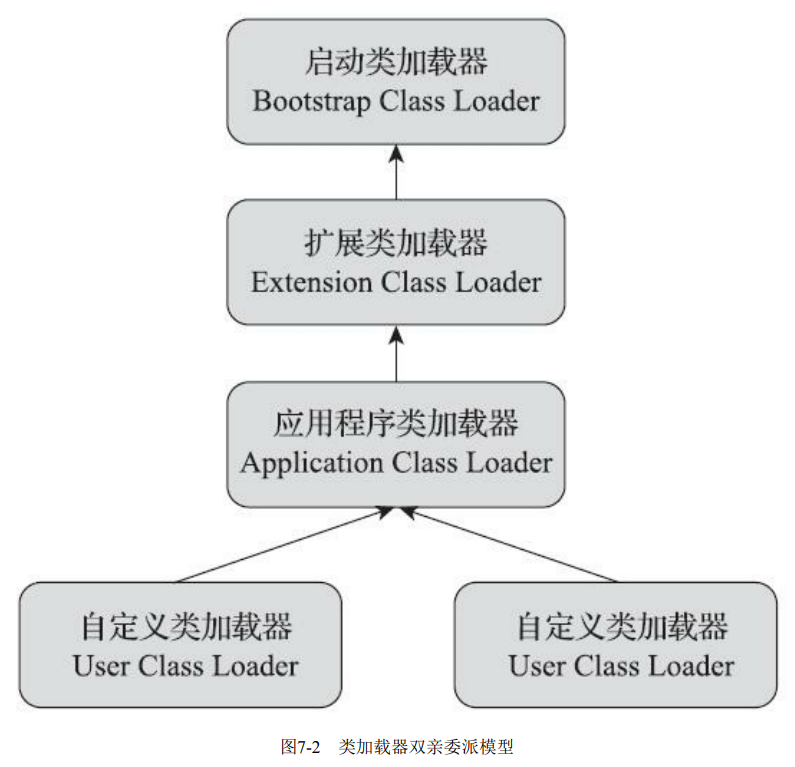 启动类加载器
Bootstrap Class Loader
扩展类加载器
Extension Class Loader
应用程序类加载器
Application Class Loader
自定义类加载器
User Class Loader
自定义类加载器
User Class Loader
图7-2 类加载器双亲委派模型